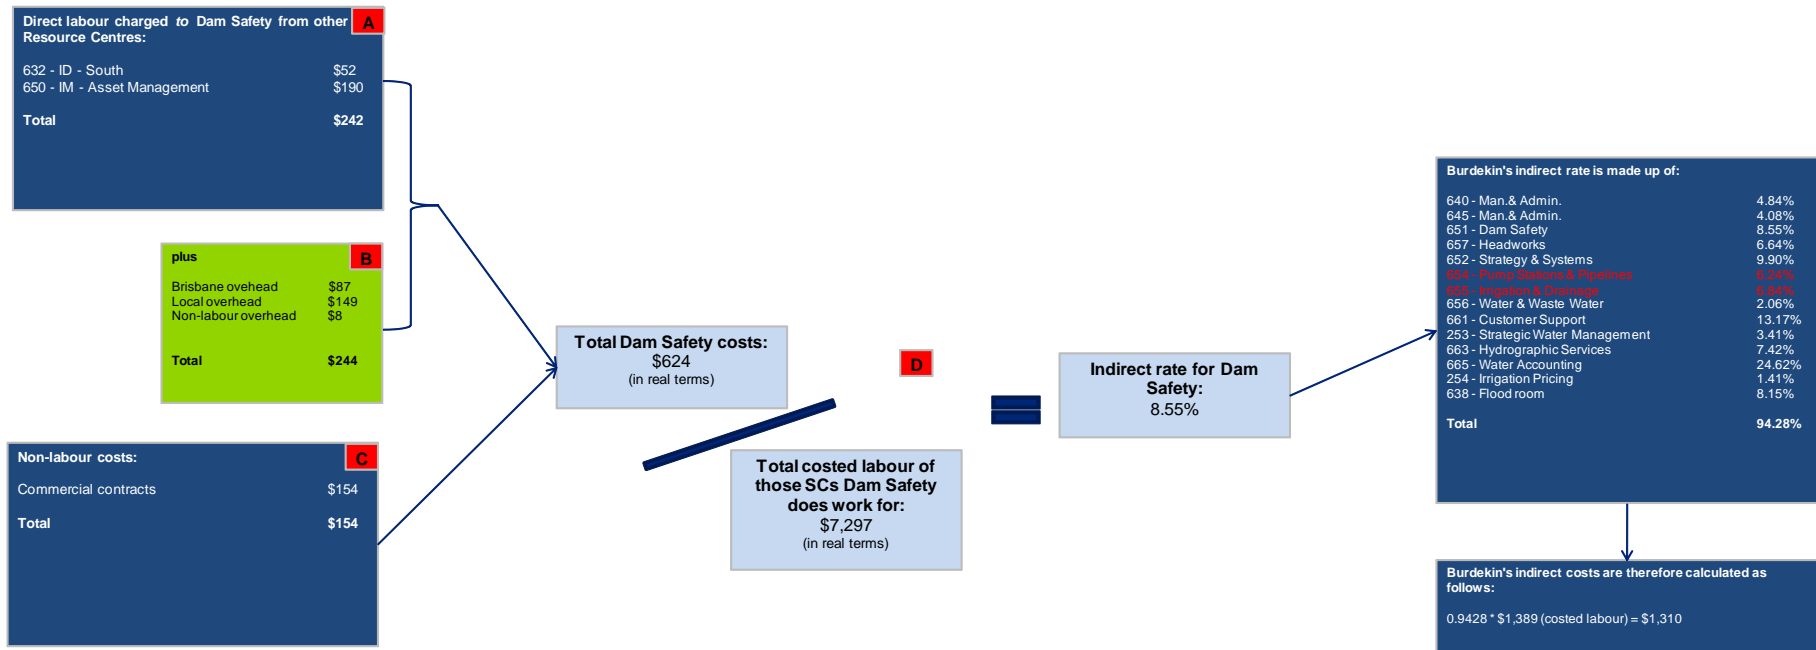 Direct labour charged to Dam Safety from other
Resource Centres:
A
632 - ID - South $52
650 - IM - Asset Management $190
Total $242
plus
B
Brisbane ovehead $87
Local overhead $149
Non-labour overhead $8
Total $244
Non-labour costs:
C
Commercial contracts $154
Total $154
Total Dam Safety costs:
$624
(in real terms)
D
Total costed labour of
those SCs Dam Safety
does work for:
$7,297
(in real terms)
Indirect rate for Dam
Safety:
8.55%
Burdekin's indirect rate is made up of:
640 - Man.& Admin. 4.84%
645 - Man.& Admin. 4.08%
651 - Dam Safety 8.55%
657 - Headworks 6.64%
652 - Strategy & Systems 9.90%
654 - Pump Stations & Pipelines 6.24%
655 - Irrigation & Drainage 6.84%
656 - Water & Waste Water 2.06%
661 - Customer Support 13.17%
253 - Strategic Water Management 3.41%
663 - Hydrographic Services 7.42%
665 - Water Accounting 24.62%
254 - Irrigation Pricing 1.41%
638 - Flood room 8.15%
Total 94.28%
Burdekin's indirect costs are therefore calculated as
follows:
0.9428 * $1,389 (costed labour) = $1,310